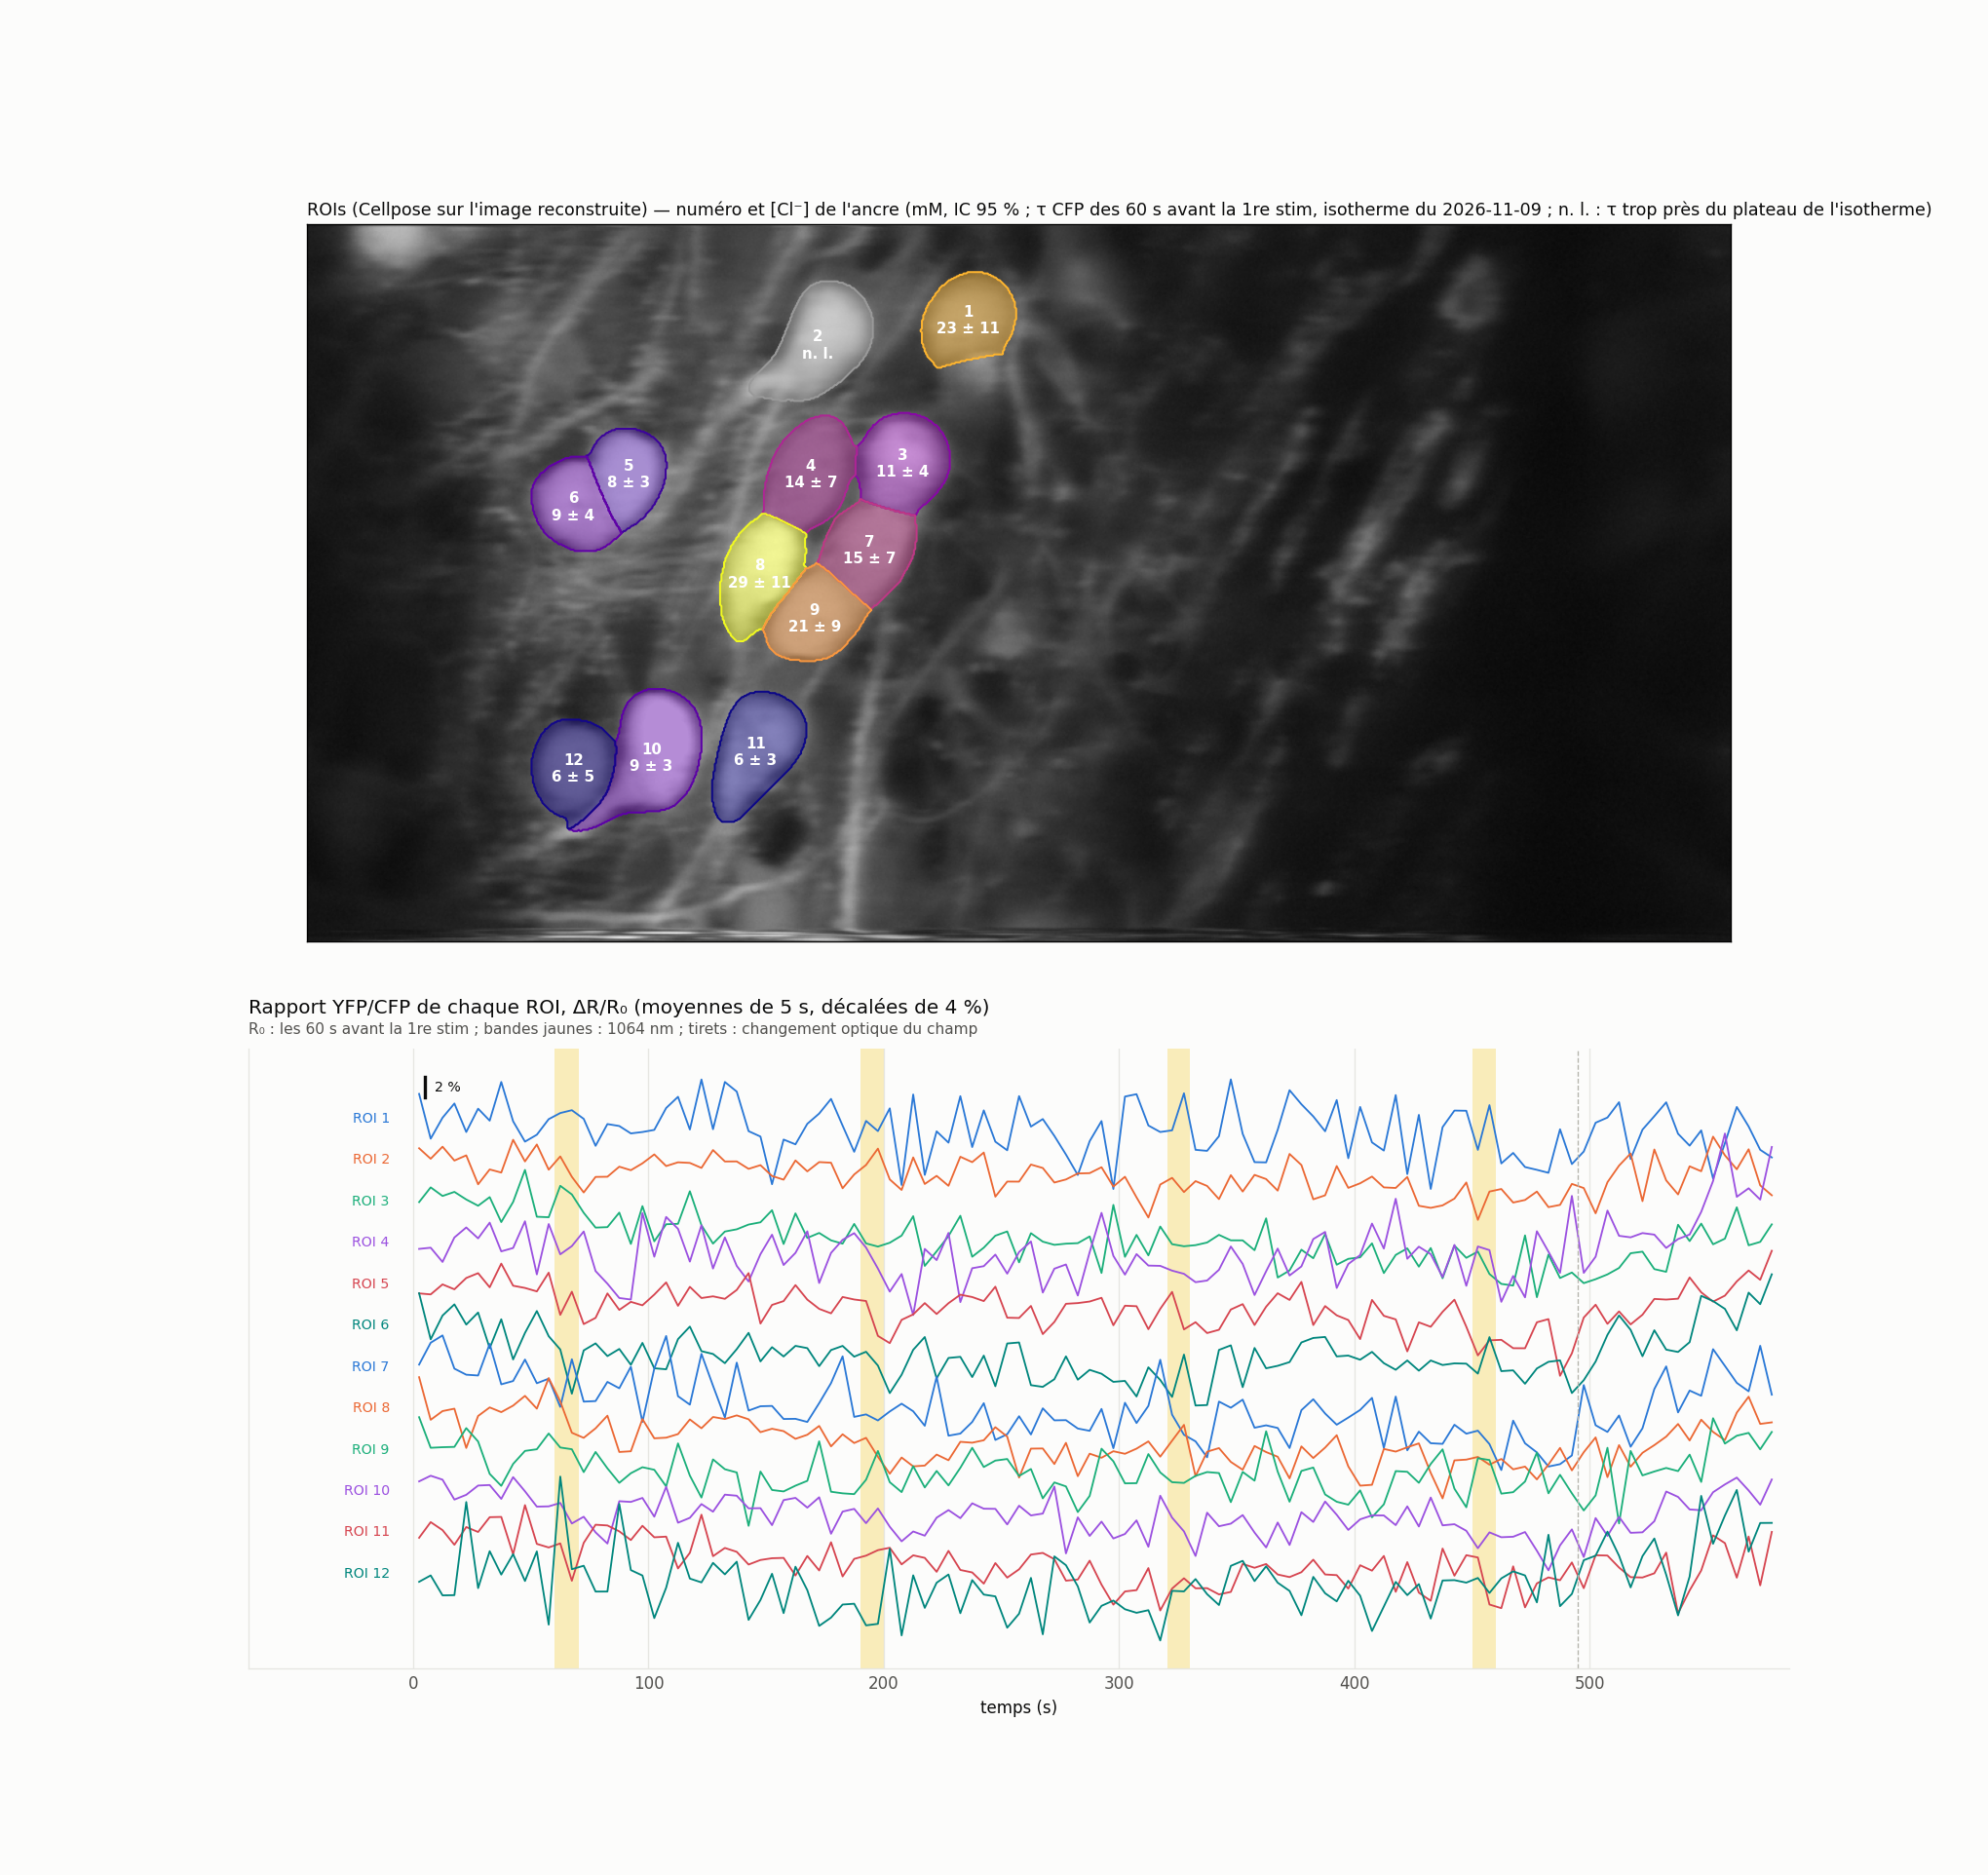 ROIs (Cellpose sur l'image reconstruite) — numéro et [Cl⁻] de l'ancre (mM, IC 95 % ; τ CFP des 60 s avant la 1re stim, isotherme du 2026-11-09 ; n. l. : τ trop près du plateau de l'isotherme)
1
23 ± 11
2
n. l.
3
11 ± 4
4
14 ± 7
5
8 ± 3
6
9 ± 4
7
15 ± 7
8
29 ± 11
9
21 ± 9
10
9 ± 3
11
6 ± 3
12
6 ± 5
Rapport YFP/CFP de chaque ROI, ΔR/R₀ (moyennes de 5 s, décalées de 4 %)
R₀ : les 60 s avant la 1re stim ; bandes jaunes : 1064 nm ; tirets : changement optique du champ
2 %
ROI 1
ROI 2
ROI 3
ROI 4
ROI 5
ROI 6
ROI 7
ROI 8
ROI 9
ROI 10
ROI 11
ROI 12
0 100 200 300 400 500
temps (s)